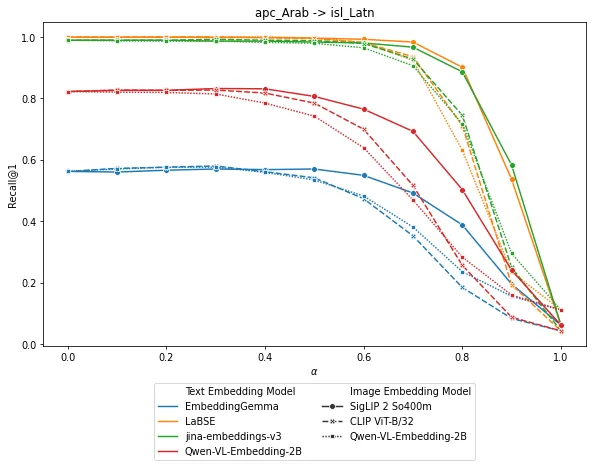 apc_Arab -> isl_Latn
Recall@1
1.0
0.8
0.6
0.4
0.2
0.0
0.0 0.2 0.4 0.6 0.8 1.0
α
Text Embedding Model
EmbeddingGemma
LaBSE
jina-embeddings-v3
Qwen-VL-Embedding-2B
Image Embedding Model
SigLIP 2 So400m
CLIP ViT-B/32
Qwen-VL-Embedding-2B